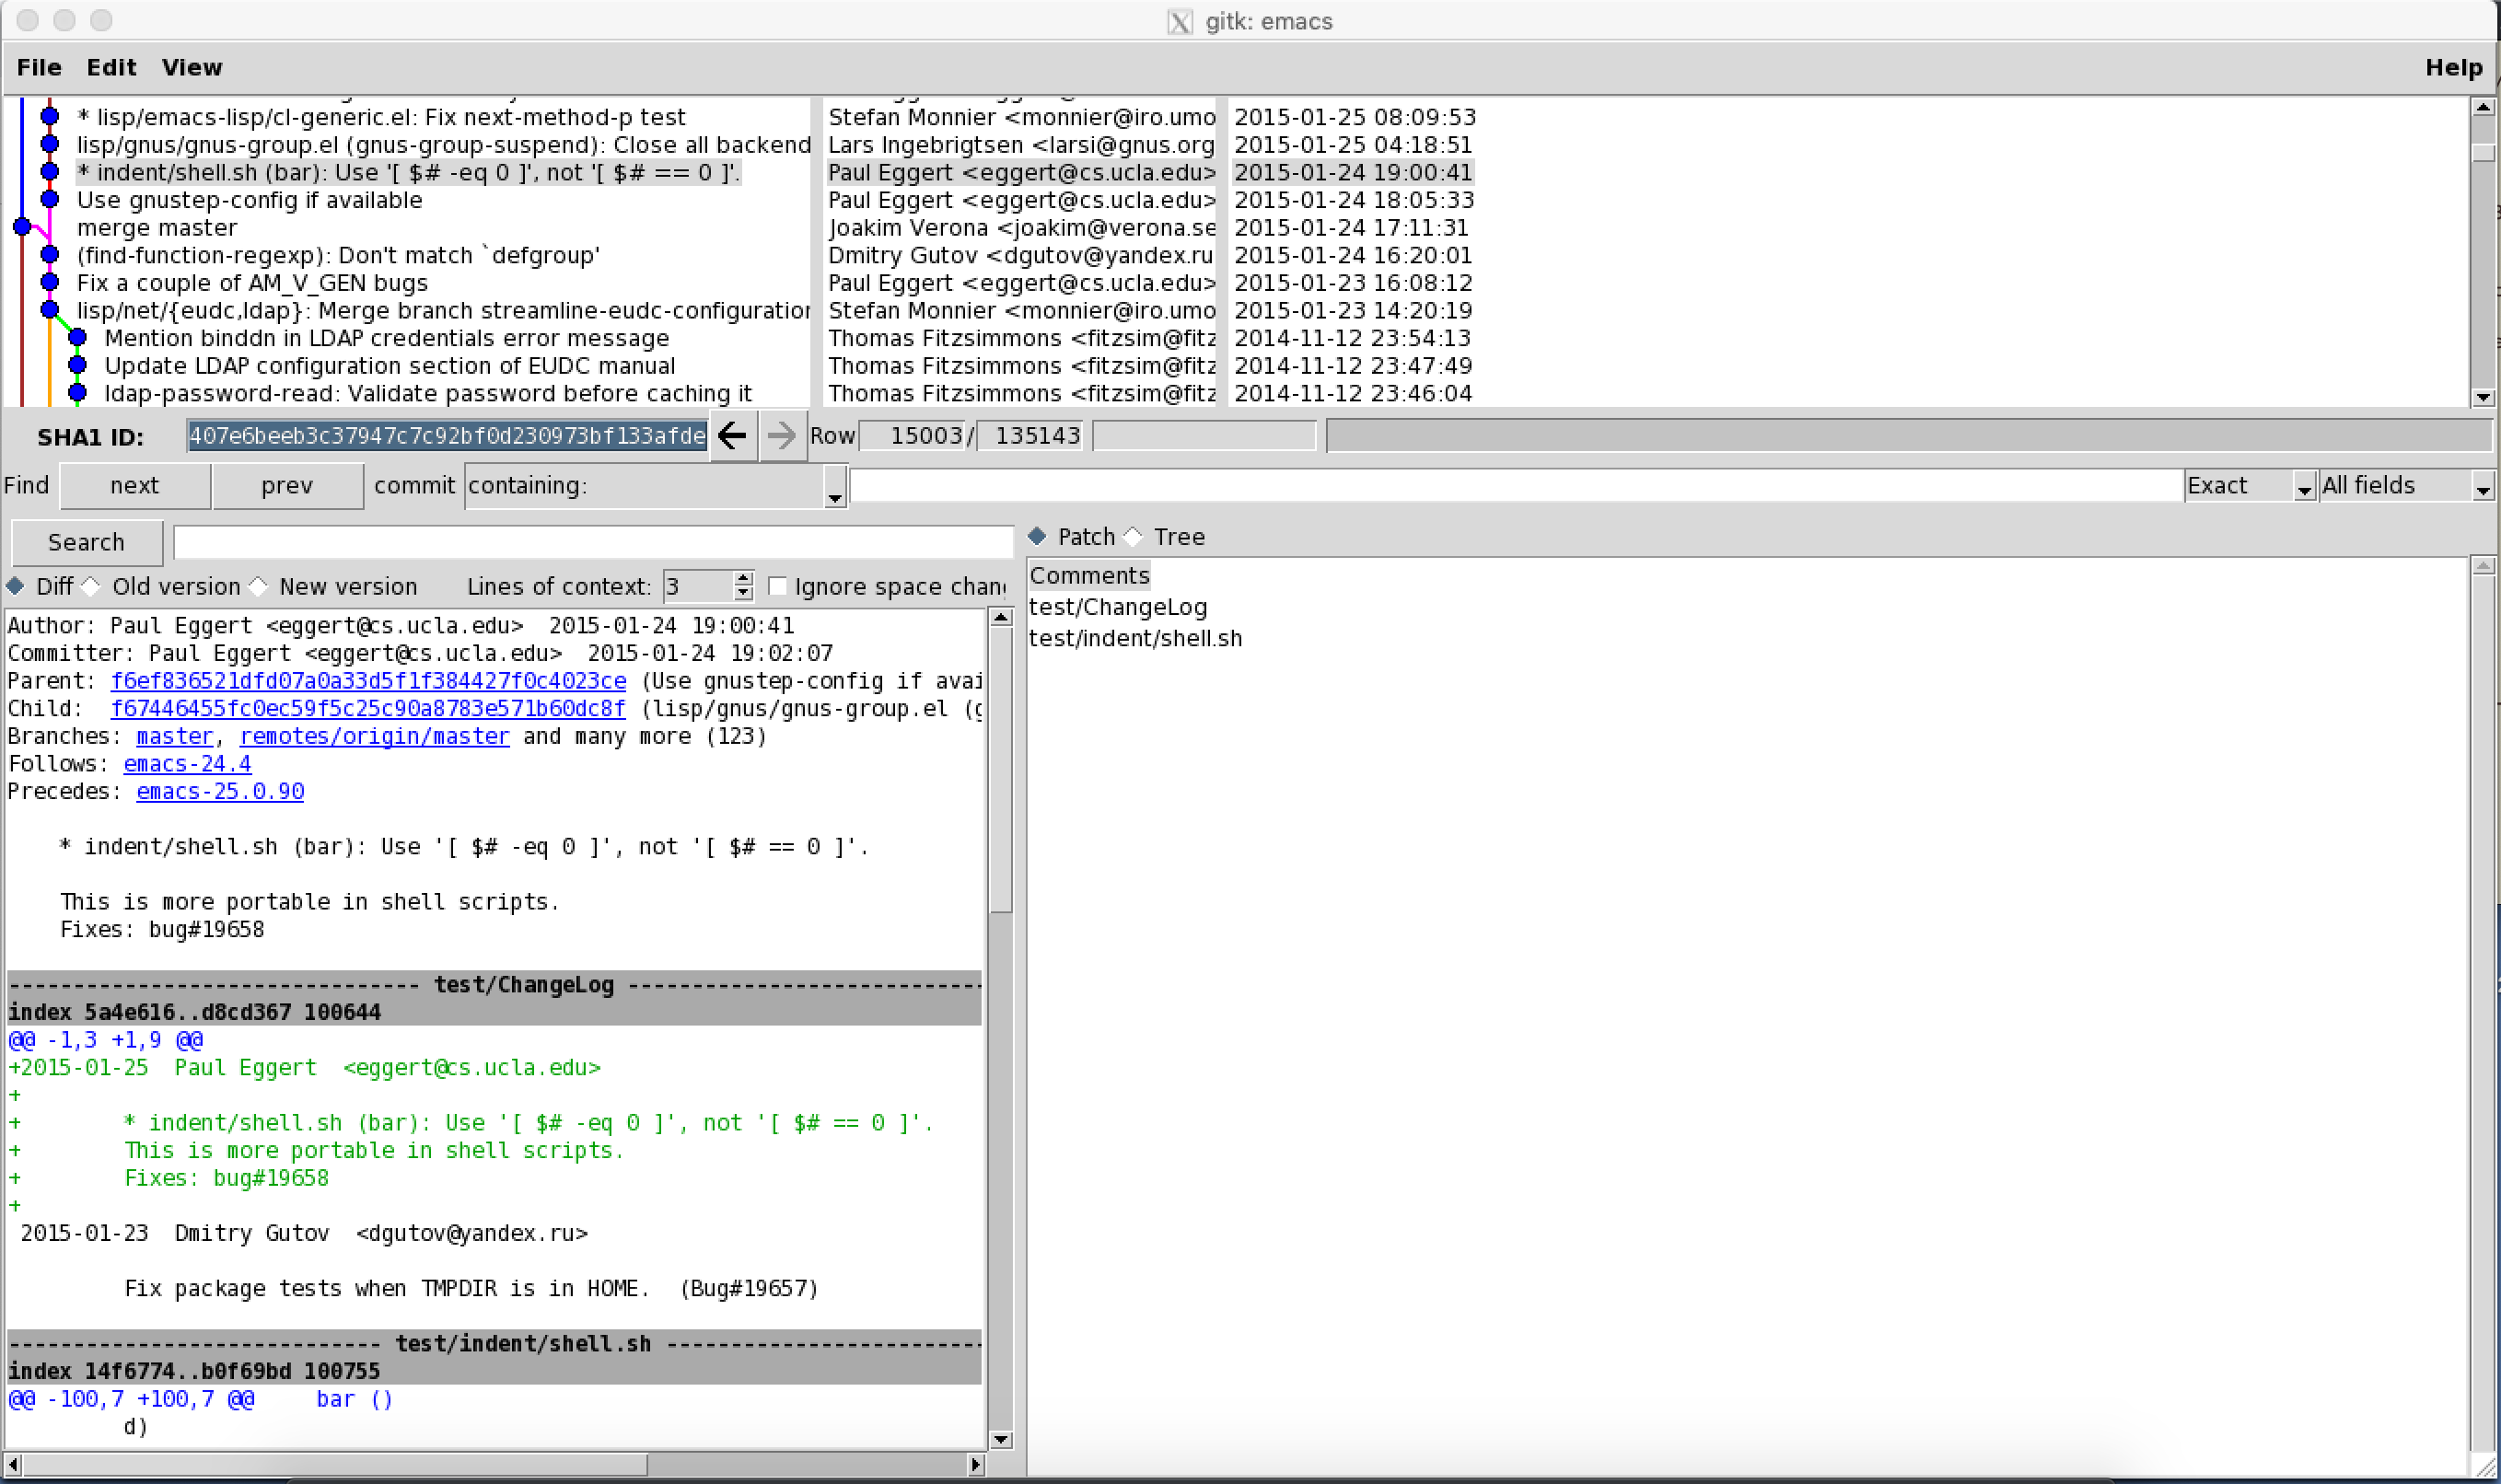 gitk: emacs
File Edit View Help
* lisp/emacs-lisp/cl-generic.el: Fix next-method-p test Stefan Monnier <monnier@iro.umo 2015-01-25 08:09:53
lisp/gnus/gnus-group.el (gnus-group-suspend): Close all backend Lars Ingebrigtsen <larsi@gnus.org 2015-01-25 04:18:51
* indent/shell.sh (bar): Use '[ $# -eq 0 ]', not '[ $# == 0 ]'. Paul Eggert <eggert@cs.ucla.edu> 2015-01-24 19:00:41
Use gnustep-config if available Paul Eggert <eggert@cs.ucla.edu> 2015-01-24 18:05:33
merge master Joakim Verona <joakim@verona.se 2015-01-24 17:11:31
(find-function-regexp): Don't match `defgroup' Dmitry Gutov <dgutov@yandex.ru 2015-01-24 16:20:01
Fix a couple of AM_V_GEN bugs Paul Eggert <eggert@cs.ucla.edu> 2015-01-23 16:08:12
lisp/net/{eudc,ldap}: Merge branch streamline-eudc-configuration Stefan Monnier <monnier@iro.umo 2015-01-23 14:20:19
Mention binddn in LDAP credentials error message Thomas Fitzsimmons <fitzsim@fitz 2014-11-12 23:54:13
Update LDAP configuration section of EUDC manual Thomas Fitzsimmons <fitzsim@fitz 2014-11-12 23:47:49
ldap-password-read: Validate password before caching it Thomas Fitzsimmons <fitzsim@fitz 2014-11-12 23:46:04
SHA1 ID: 407e6beeb3c37947c7c92bf0d230973bf133afde Row 15003/ 135143
Find next prev commit containing: Exact All fields
Search
Patch Tree
Diff Old version New version Lines of context: 3 Ignore space chan
Comments
test/ChangeLog
test/indent/shell.sh
Author: Paul Eggert <eggert@cs.ucla.edu>  2015-01-24 19:00:41
Committer: Paul Eggert <eggert@cs.ucla.edu>  2015-01-24 19:02:07
Parent: f6ef836521dfd07a0a33d5f1f384427f0c4023ce (Use gnustep-config if avai
Child:  f67446455fc0ec59f5c25c90a8783e571b60dc8f (lisp/gnus/gnus-group.el (g
Branches: master, remotes/origin/master and many more (123)
Follows: emacs-24.4
Precedes: emacs-25.0.90
* indent/shell.sh (bar): Use '[ $# -eq 0 ]', not '[ $# == 0 ]'.
This is more portable in shell scripts.
Fixes: bug#19658
-------------------------------- test/ChangeLog ----------------------------
index 5a4e616..d8cd367 100644
@@ -1,3 +1,9 @@
+2015-01-25  Paul Eggert  <eggert@cs.ucla.edu>
+
+        * indent/shell.sh (bar): Use '[ $# -eq 0 ]', not '[ $# == 0 ]'.
+        This is more portable in shell scripts.
+        Fixes: bug#19658
+
2015-01-23  Dmitry Gutov  <dgutov@yandex.ru>
Fix package tests when TMPDIR is in HOME.  (Bug#19657)
----------------------------- test/indent/shell.sh -------------------------
index 14f6774..b0f69bd 100755
@@ -100,7 +100,7 @@     bar ()
d)